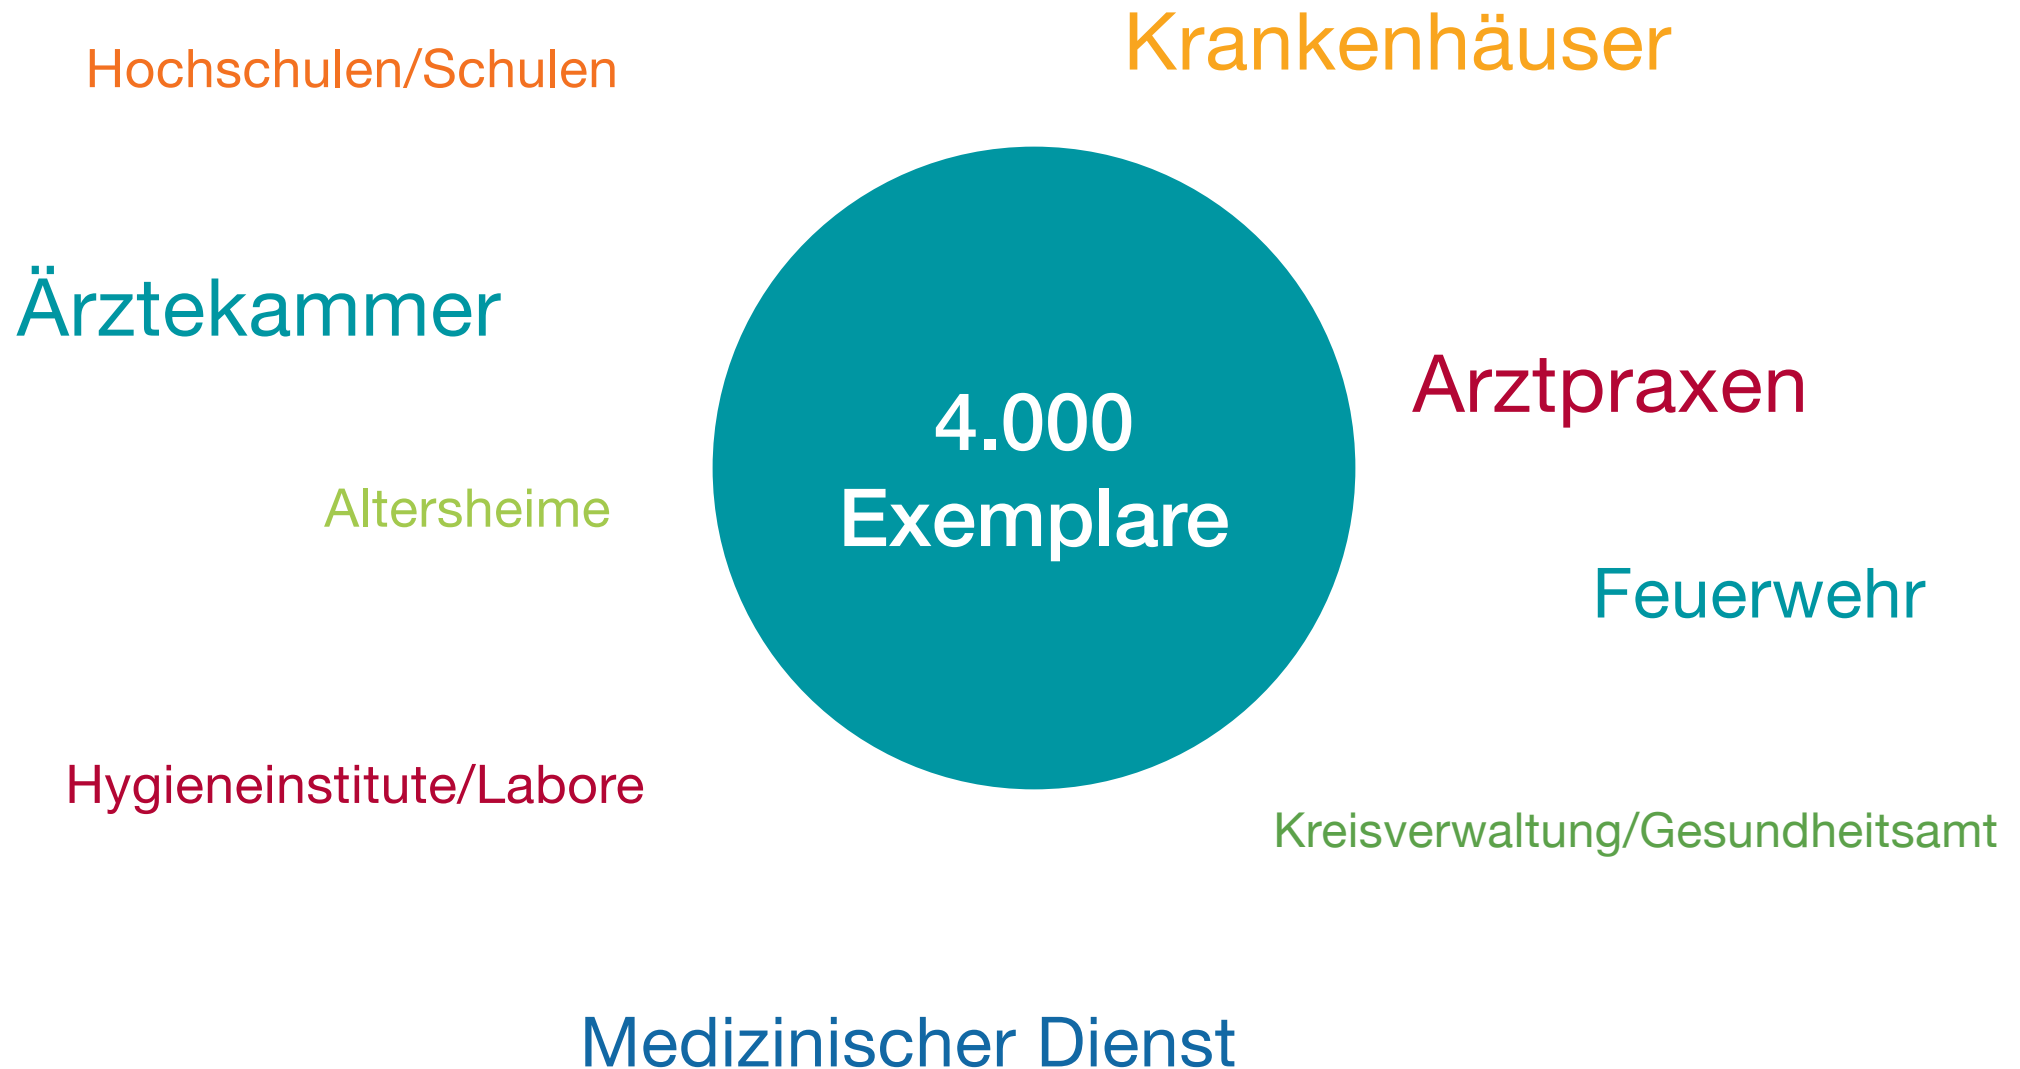 Krankenhäuser
Hochschulen/Schulen
Ärztekammer
Arztpraxen
4.000
Exemplare
Altersheime
Feuerwehr
Hygieneinstitute/Labore
Kreisverwaltung/Gesundheitsamt
Medizinischer Dienst